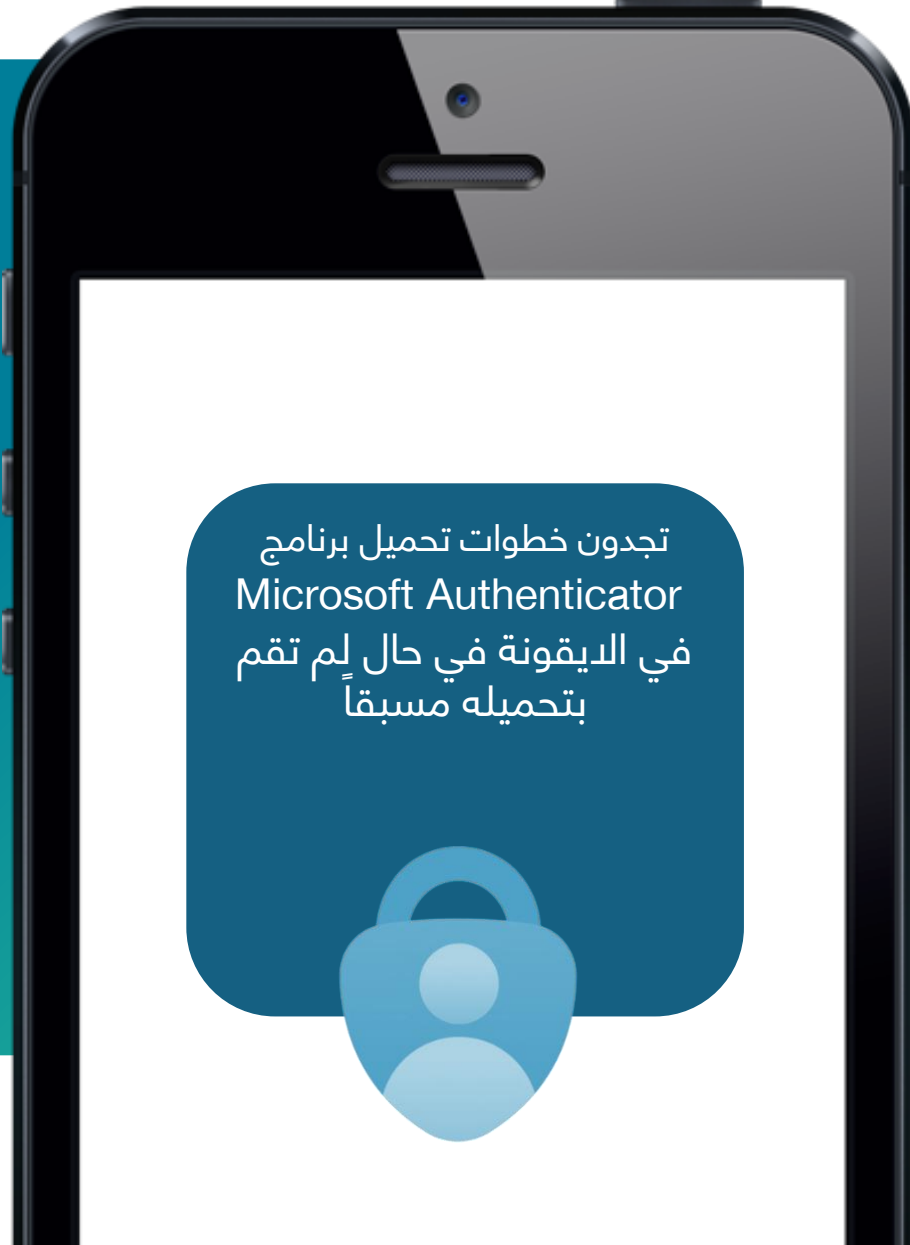 تجدون خطوات تحميل برنامج
Microsoft Authenticator
في الايقونة في حال لم تقم
بتحميله مسبقاً